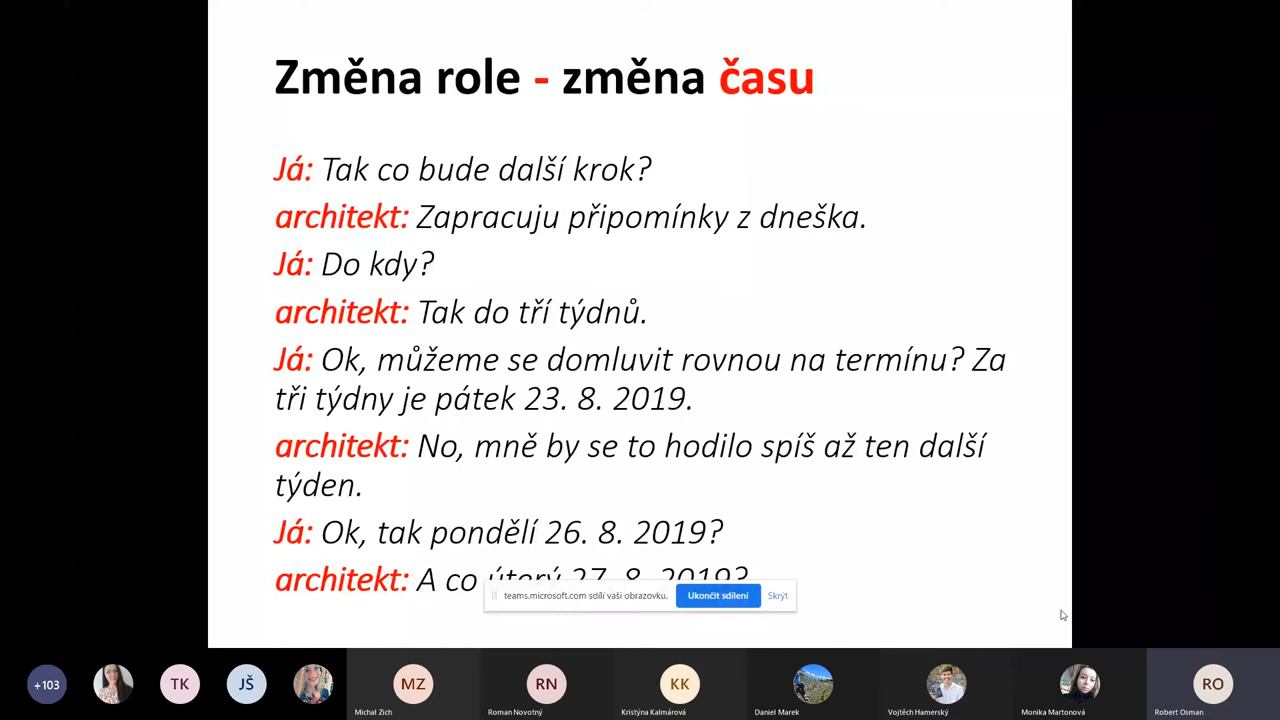 Změna role - změna času
Já: Tak co bude další krok?
architekt: Zapracuju připomínky z dneška.
Já: Do kdy?
architekt: Tak do tří týdnů.
Já: Ok, můžeme se domluvit rovnou na termínu? Za
tři týdny je pátek 23. 8. 2019.
architekt: No, mně by se to hodilo spíš až ten další
týden.
Já: Ok, tak pondělí 26. 8. 2019?
architekt: A co úterý 27. 8. 2019?
teams.microsoft.com sdílí vaši obrazovku. Ukončit sdílení Skrýt
+103 TK JŠ MZ RN KK RO
Michal Zich Roman Novotný Kristýna Kalmárová Daniel Marek Vojtěch Hamerský Monika Martonová Robert Osman